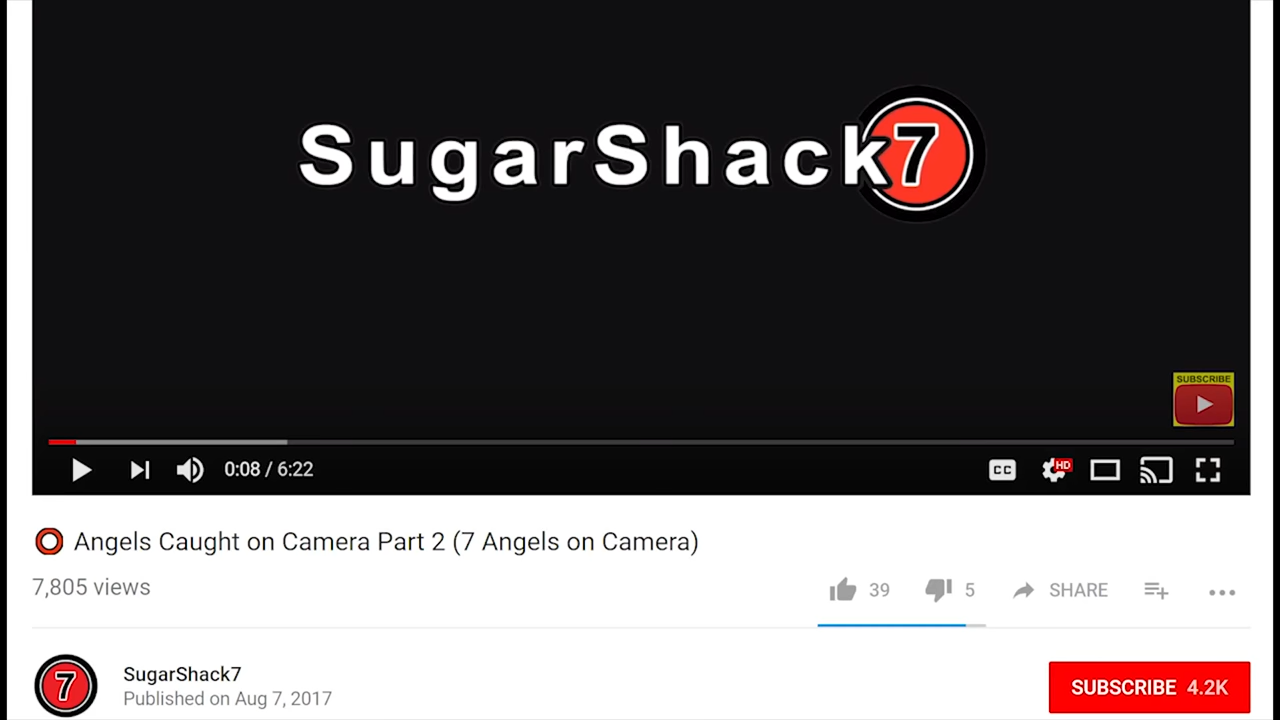 SugarShack7
SUBSCRIBE
0:08 / 6:22
CC
HD
Angels Caught on Camera Part 2 (7 Angels on Camera)
7,805 views
39
5
SHARE
7
SugarShack7
Published on Aug 7, 2017
SUBSCRIBE 4.2K